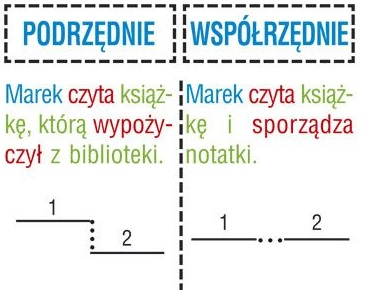 PODRZĘDNIE
Marek czyta książ-
kę, którą wypoży-
czył z biblioteki.
1
2
WSPÓŁRZĘDNIE
Marek czyta książ-
kę i sporządza
notatki.
1 2